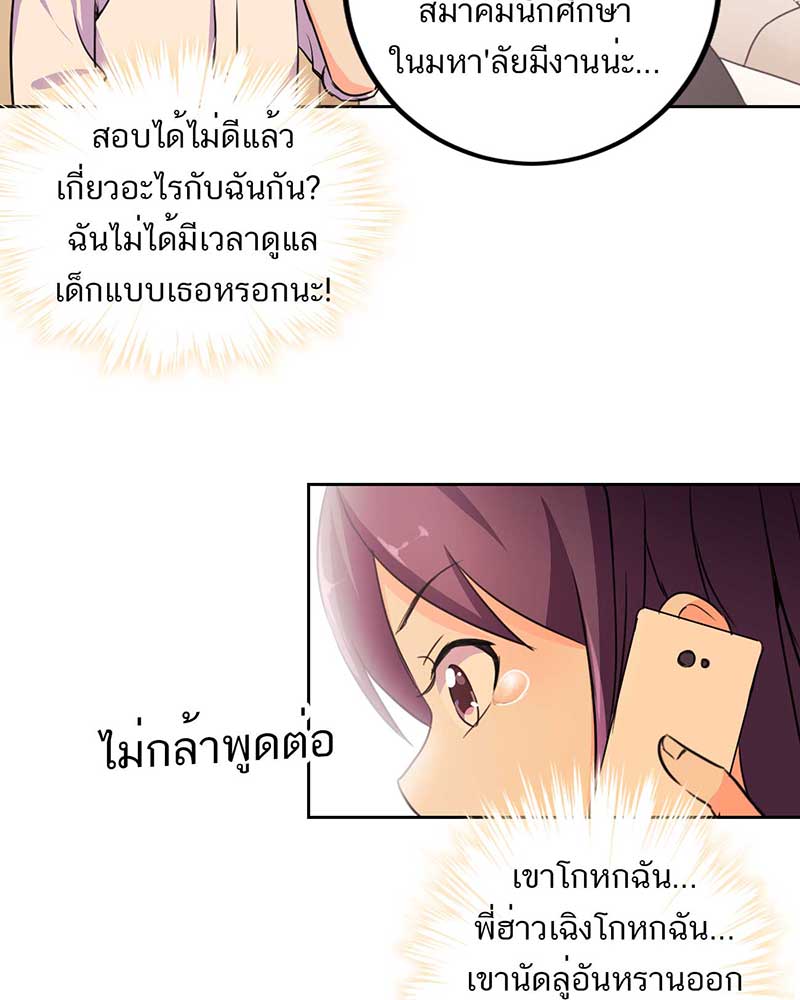 สมาคมนักศึกษา
ในมหา'ลัยมีงานน่ะ...
สอบได้ไม่ดีแล้ว
เกี่ยวอะไรกับฉันกัน?
ฉันไม่ได้มีเวลาดูแล
เด็กแบบเธอหรอกนะ!
ไม่กล้าพูดต่อ
เขาโกหกฉัน...
พี่ฮ่าวเฉิงโกหกฉัน...
เขานัดลู่อันหรานออก